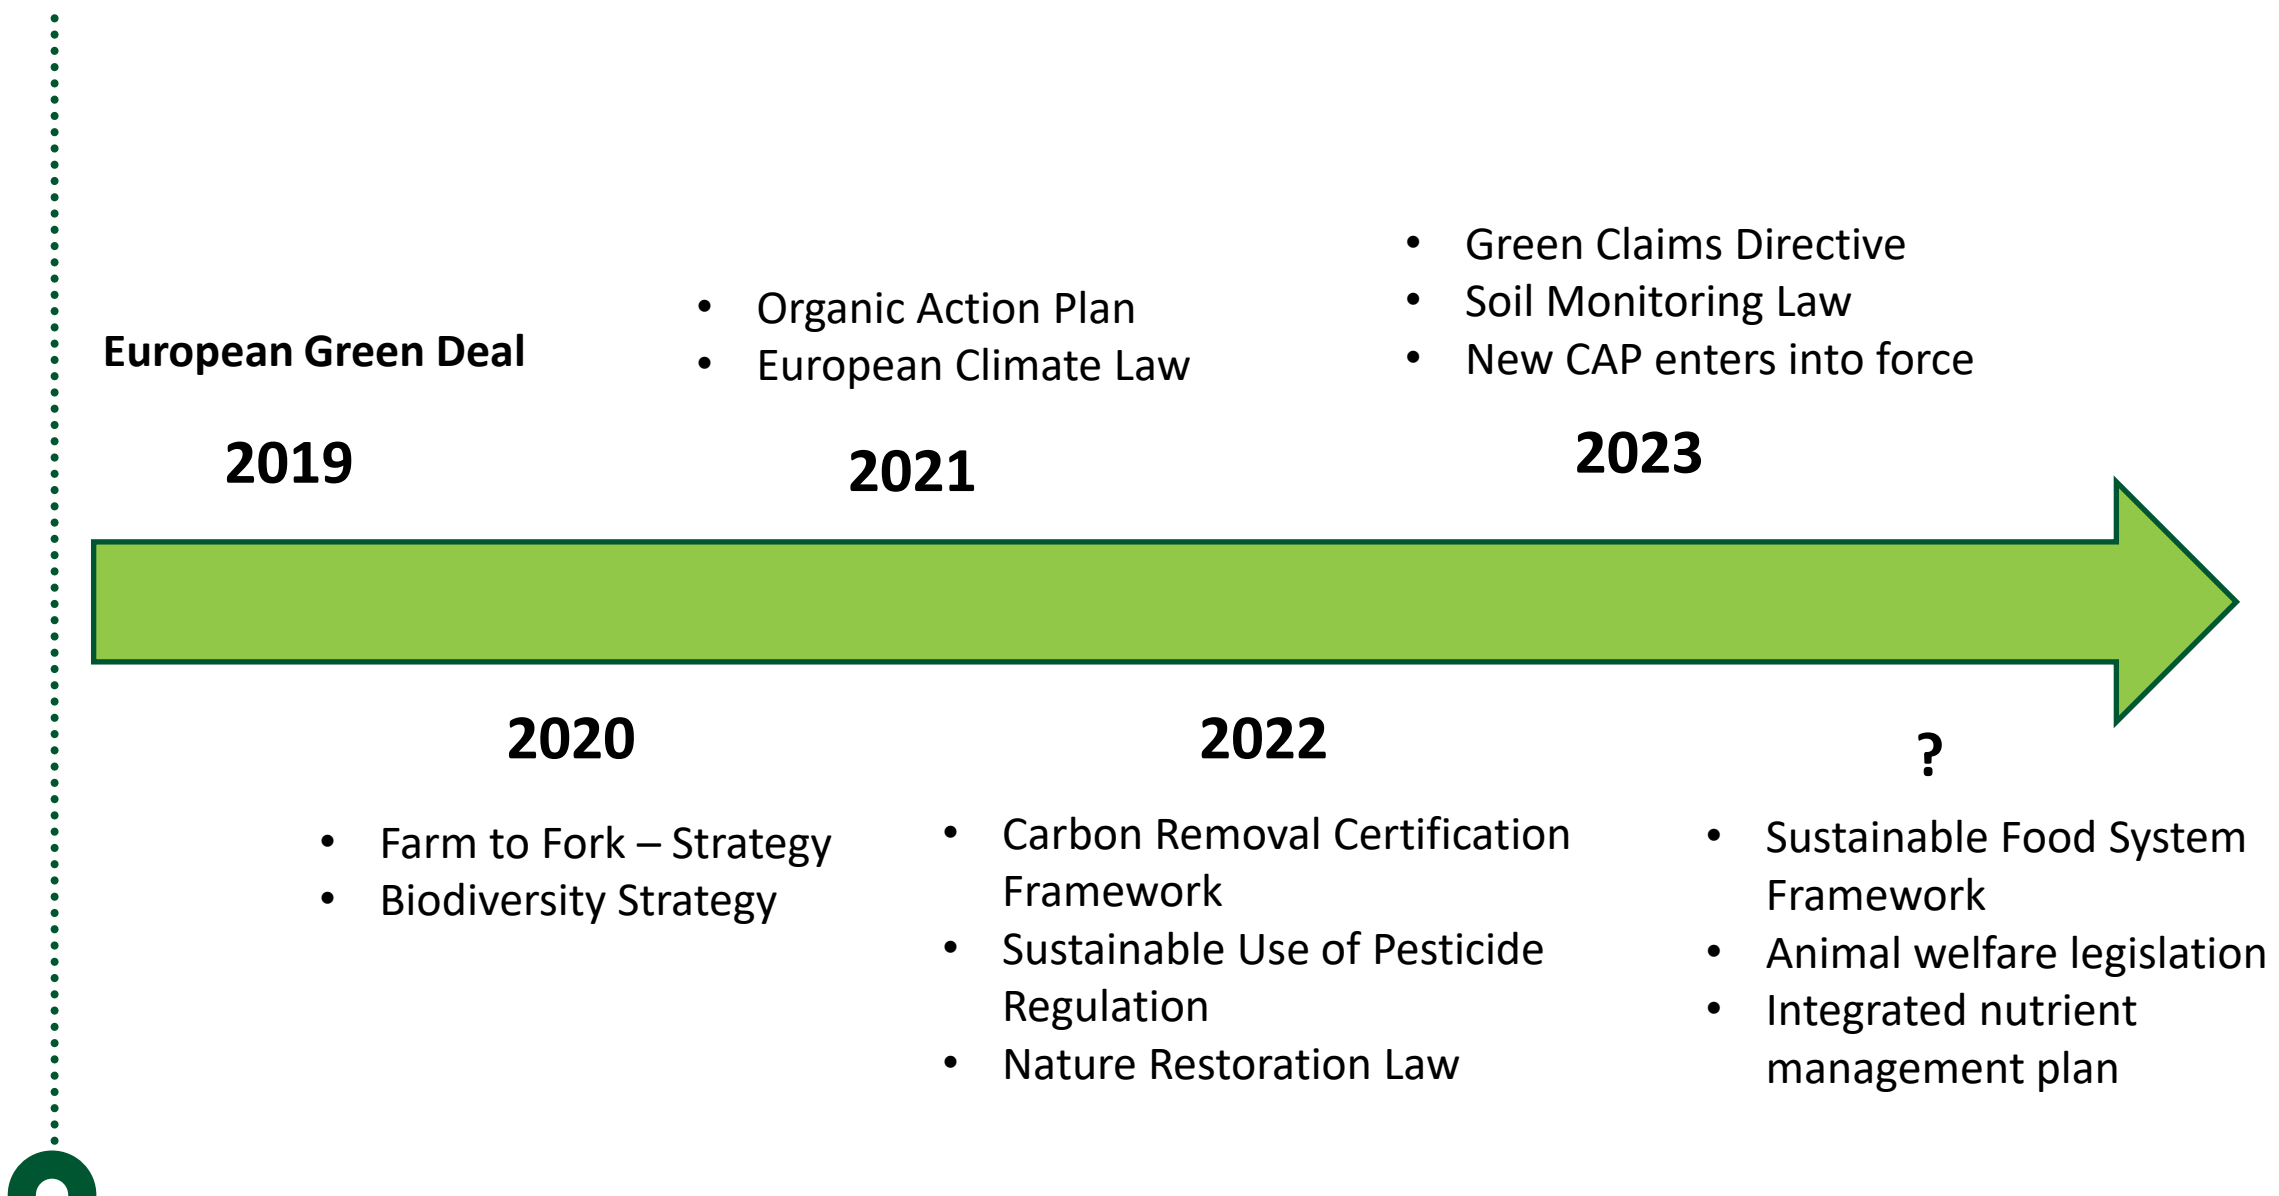 European Green Deal
2019
• Organic Action Plan
• European Climate Law
2021
• Green Claims Directive
• Soil Monitoring Law
• New CAP enters into force
2023
2020
• Farm to Fork – Strategy
• Biodiversity Strategy
2022
• Carbon Removal Certification
Framework
• Sustainable Use of Pesticide
Regulation
• Nature Restoration Law
?
• Sustainable Food System
Framework
• Animal welfare legislation
• Integrated nutrient
management plan